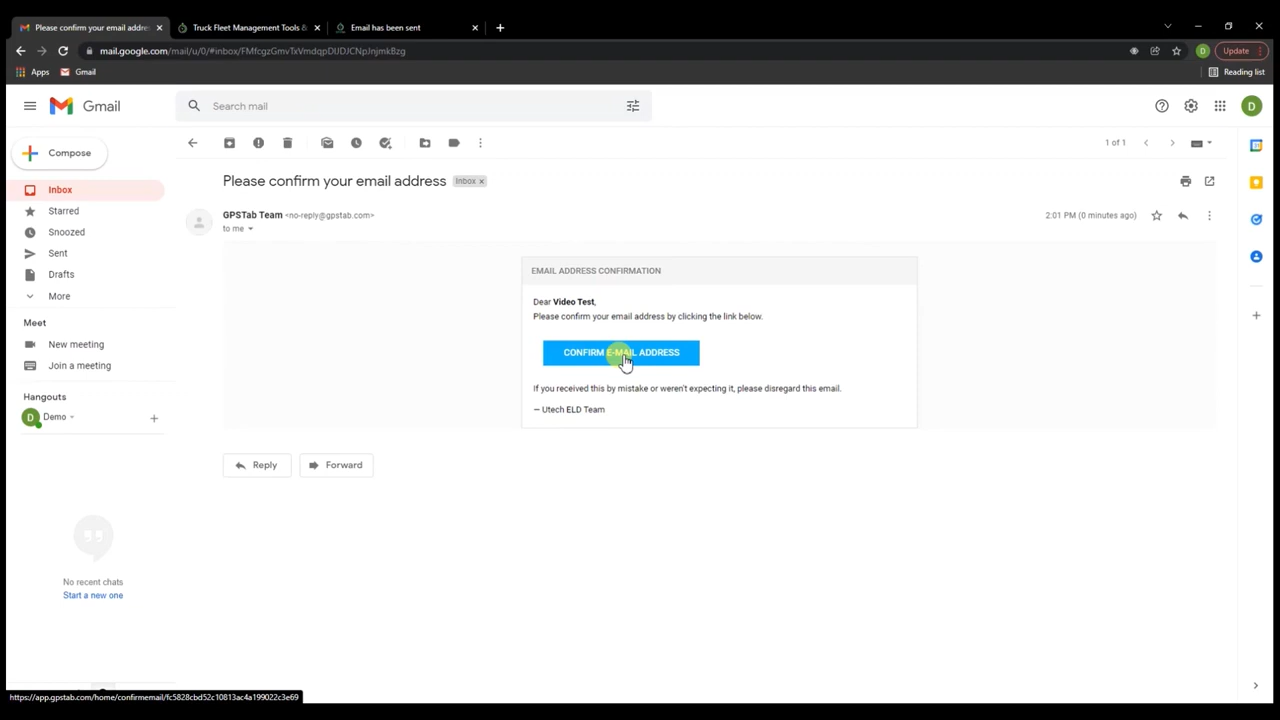 Please confirm your email addre
Truck Fleet Management Tools &
Email has been sent
mail.google.com/mail/u/0/#inbox/
D
Update
Apps
Gmail
Reading list
Gmail
Search mail
D
Compose
1 of 1
Inbox
Please confirm your email address
Inbox ×
Starred
GPSTab Team <no-reply@gpstab.com>
2:01 PM (0 minutes ago)
to me
Snoozed
Sent
Drafts
More
EMAIL ADDRESS CONFIRMATION
Dear Video Test,
Please confirm your email address by clicking the link below.
CONFIRM E-MAIL ADDRESS
If you received this by mistake or weren't expecting it, please disregard this email.
— Utech ELD Team
Meet
New meeting
Join a meeting
Hangouts
D
Demo
Reply
Forward
No recent chats
Start a new one
https://app.gpstab.com/home/confirmemail/fc5828cbd52c10813ac4a199022c3e69